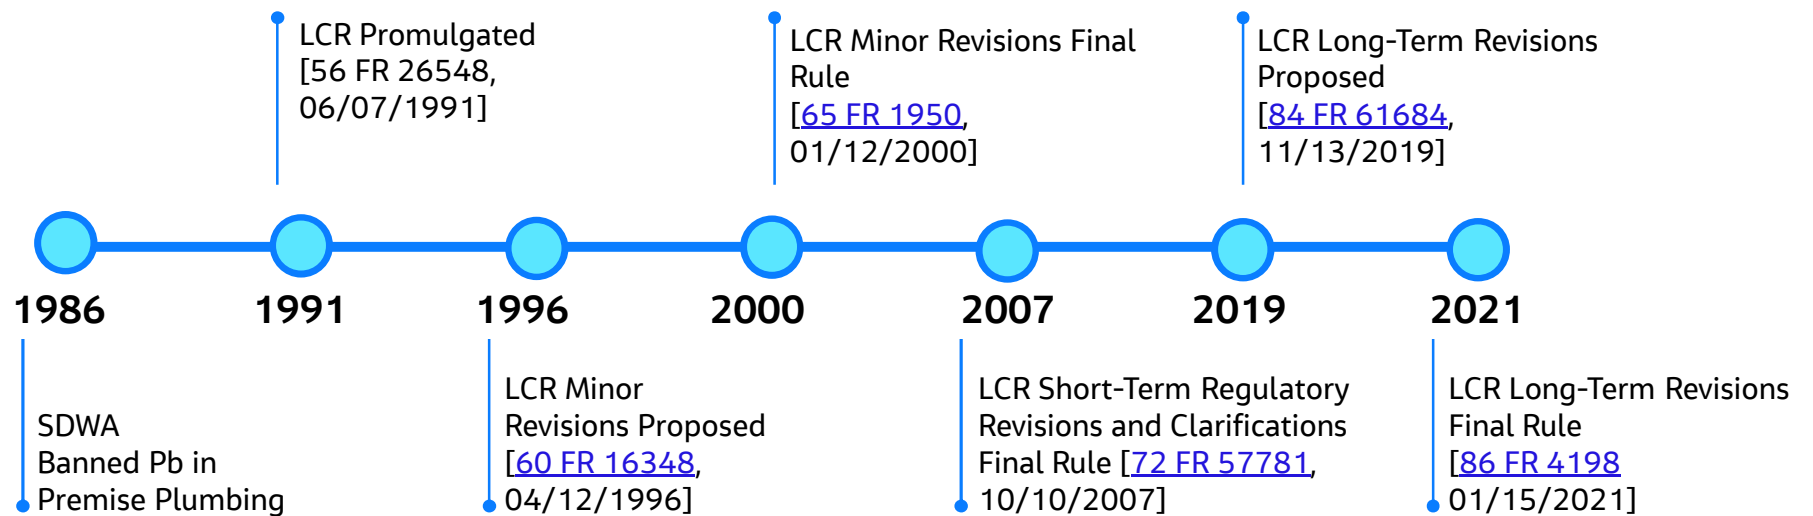 LCR Promulgated
[56 FR 26548,
06/07/1991]
LCR Minor Revisions Final
Rule
[65 FR 1950,
01/12/2000]
LCR Long-Term Revisions
Proposed
[84 FR 61684,
11/13/2019]
1986
1991
1996
2000
2007
2019
2021
SDWA
Banned Pb in
Premise Plumbing
LCR Minor
Revisions Proposed
[60 FR 16348,
04/12/1996]
LCR Short-Term Regulatory
Revisions and Clarifications
Final Rule [72 FR 57781,
10/10/2007]
LCR Long-Term Revisions
Final Rule
[86 FR 4198
01/15/2021]